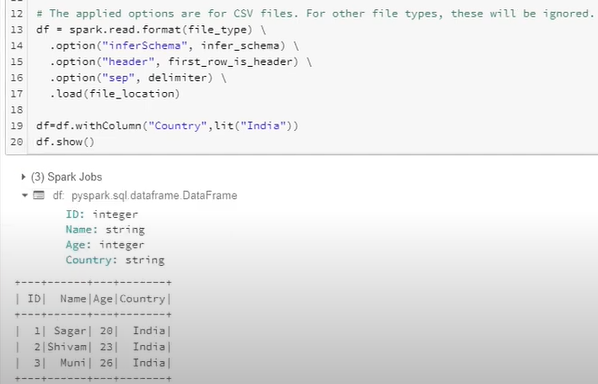 12 # The applied options are for CSV files. For other file types, these will be ignored.
13 df = spark.read.format(file_type) \
14   .option("inferSchema", infer_schema) \
15   .option("header", first_row_is_header) \
16   .option("sep", delimiter) \
17   .load(file_location)
18
19 df=df.withColumn("Country",lit("India"))
20 df.show()
(3) Spark Jobs
df: pyspark.sql.dataframe.DataFrame
ID: integer
Name: string
Age: integer
Country: string
+---+------+---+-------+
| ID|  Name|Age|Country|
+---+------+---+-------+
|  1| Sagar| 20|  India|
|  2|Shivam| 23|  India|
|  3|  Muni| 26|  India|
+---+------+---+-------+